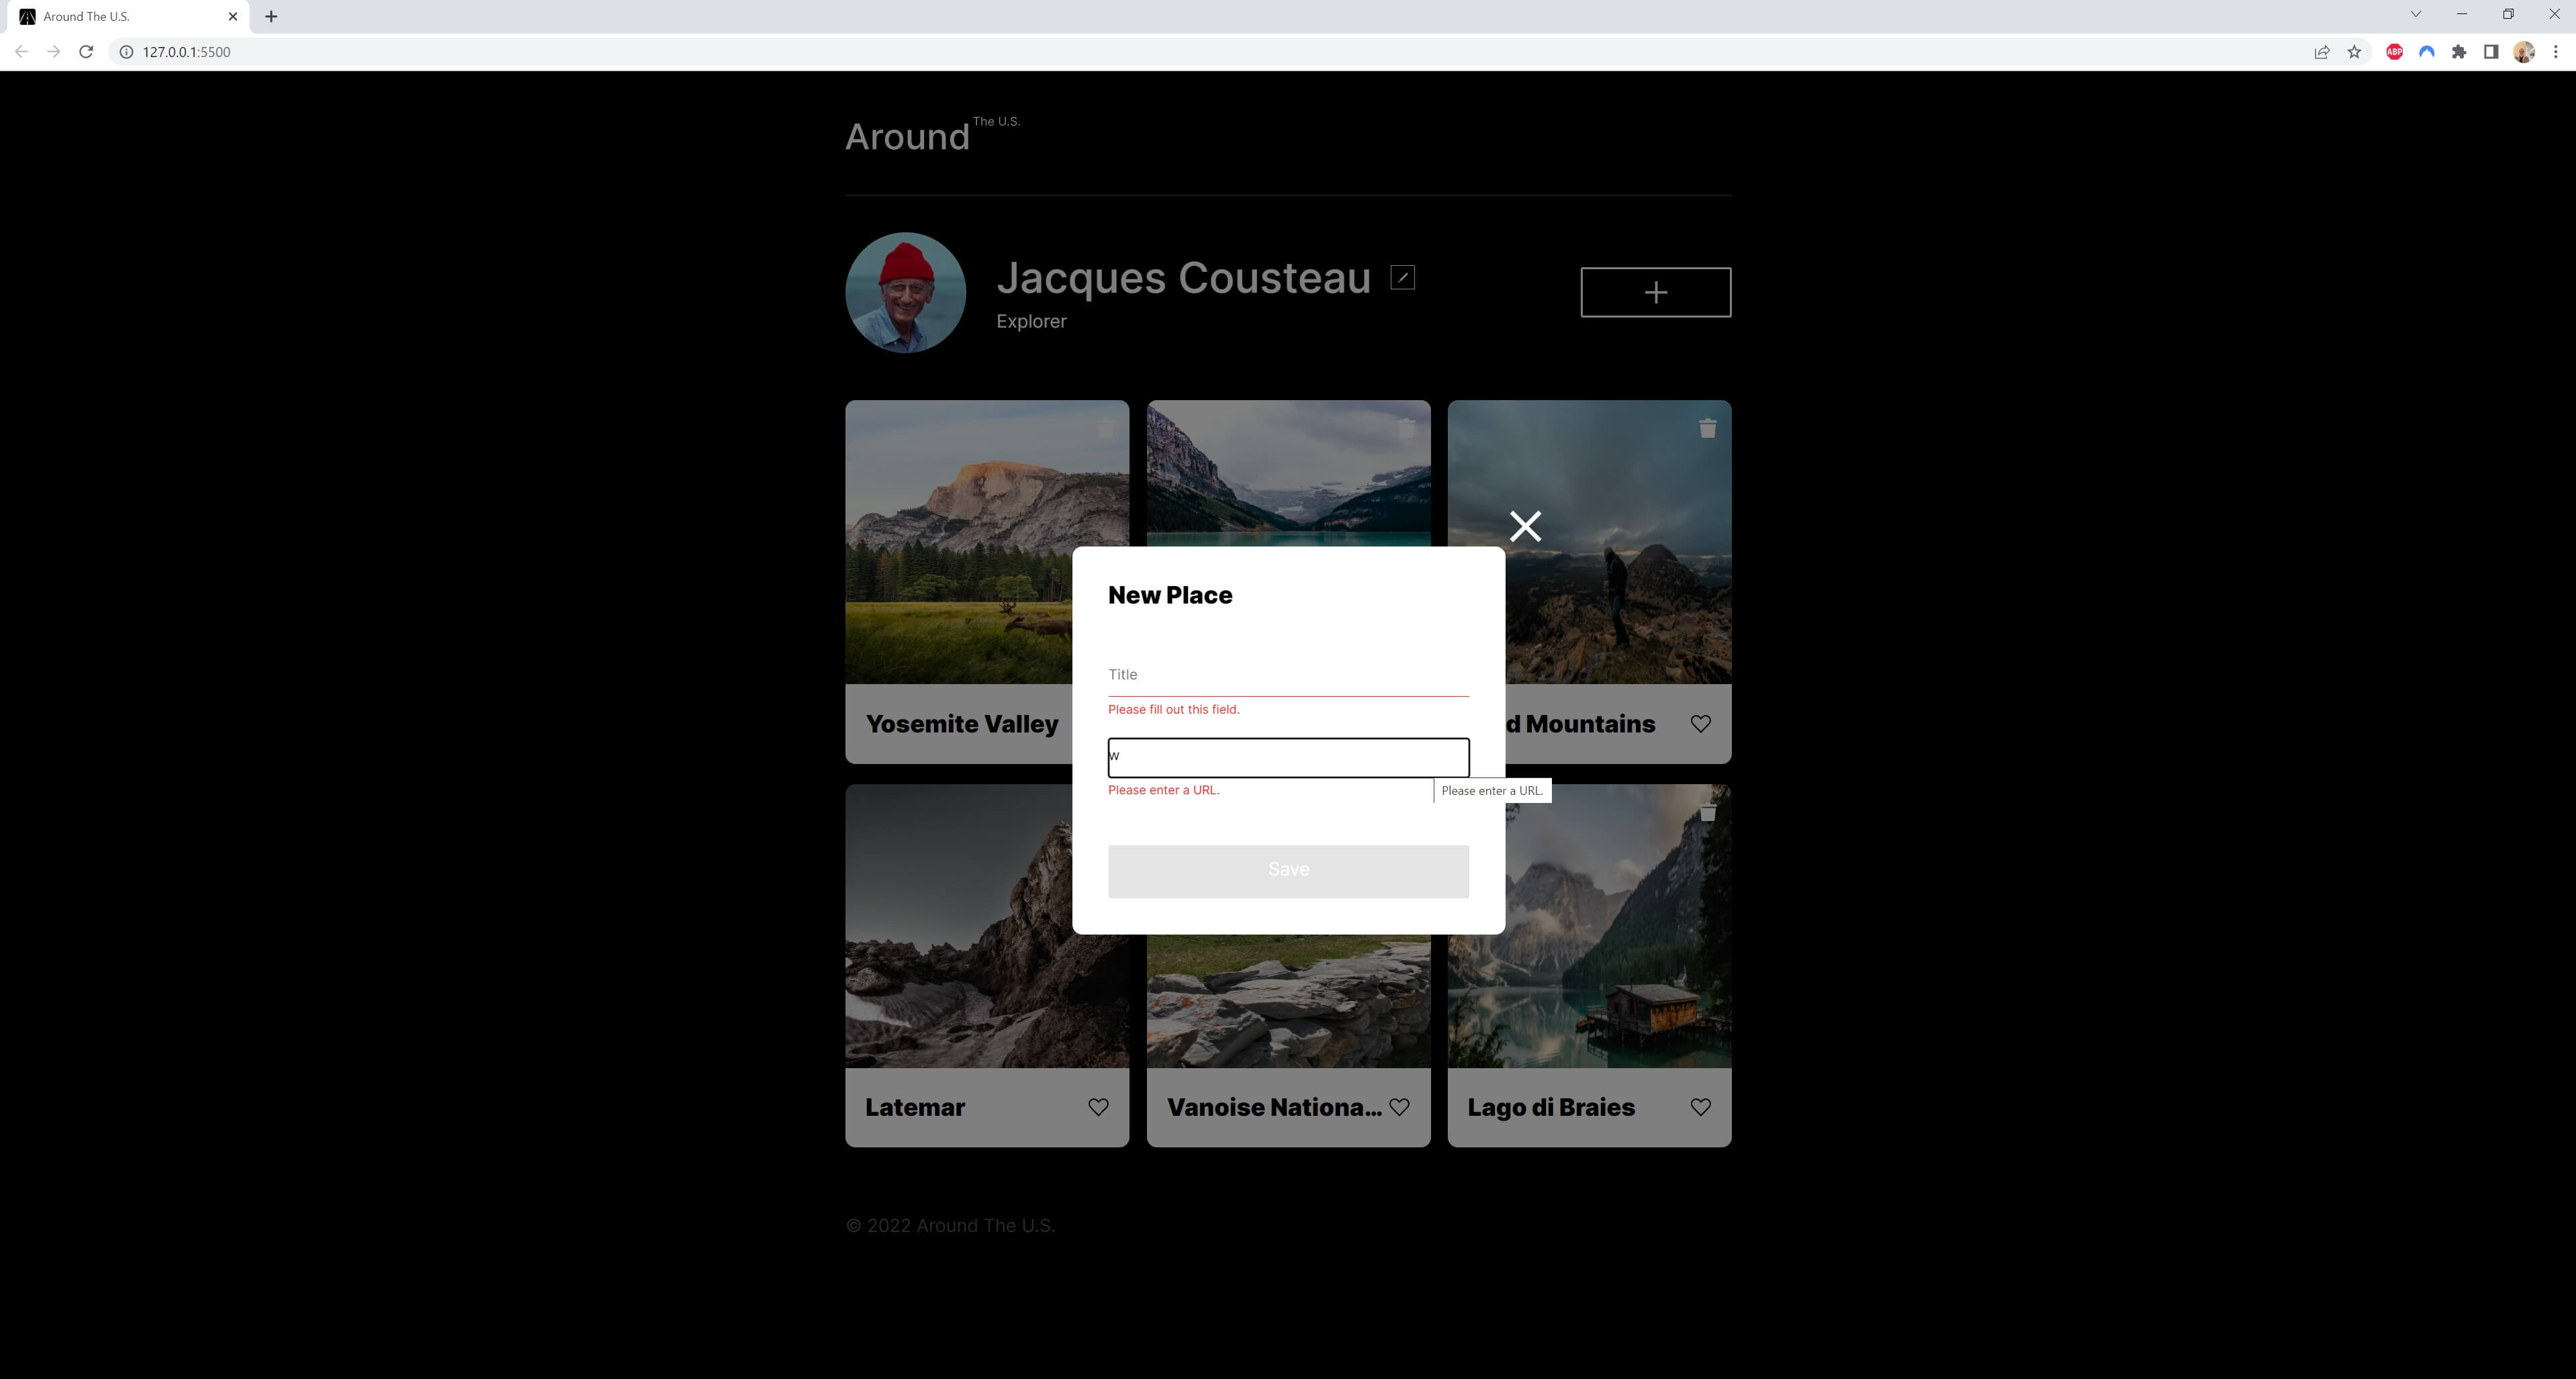 Around The U.S.
127.0.0.1:5500
ABP
Around The U.S.
Jacques Cousteau
Explorer
New Place
Title
Please fill out this field.
w
Please enter a URL.
Please enter a URL.
Save
Yosemite Valley
d Mountains
Latemar
Vanoise Nationa...
Lago di Braies
© 2022 Around The U.S.